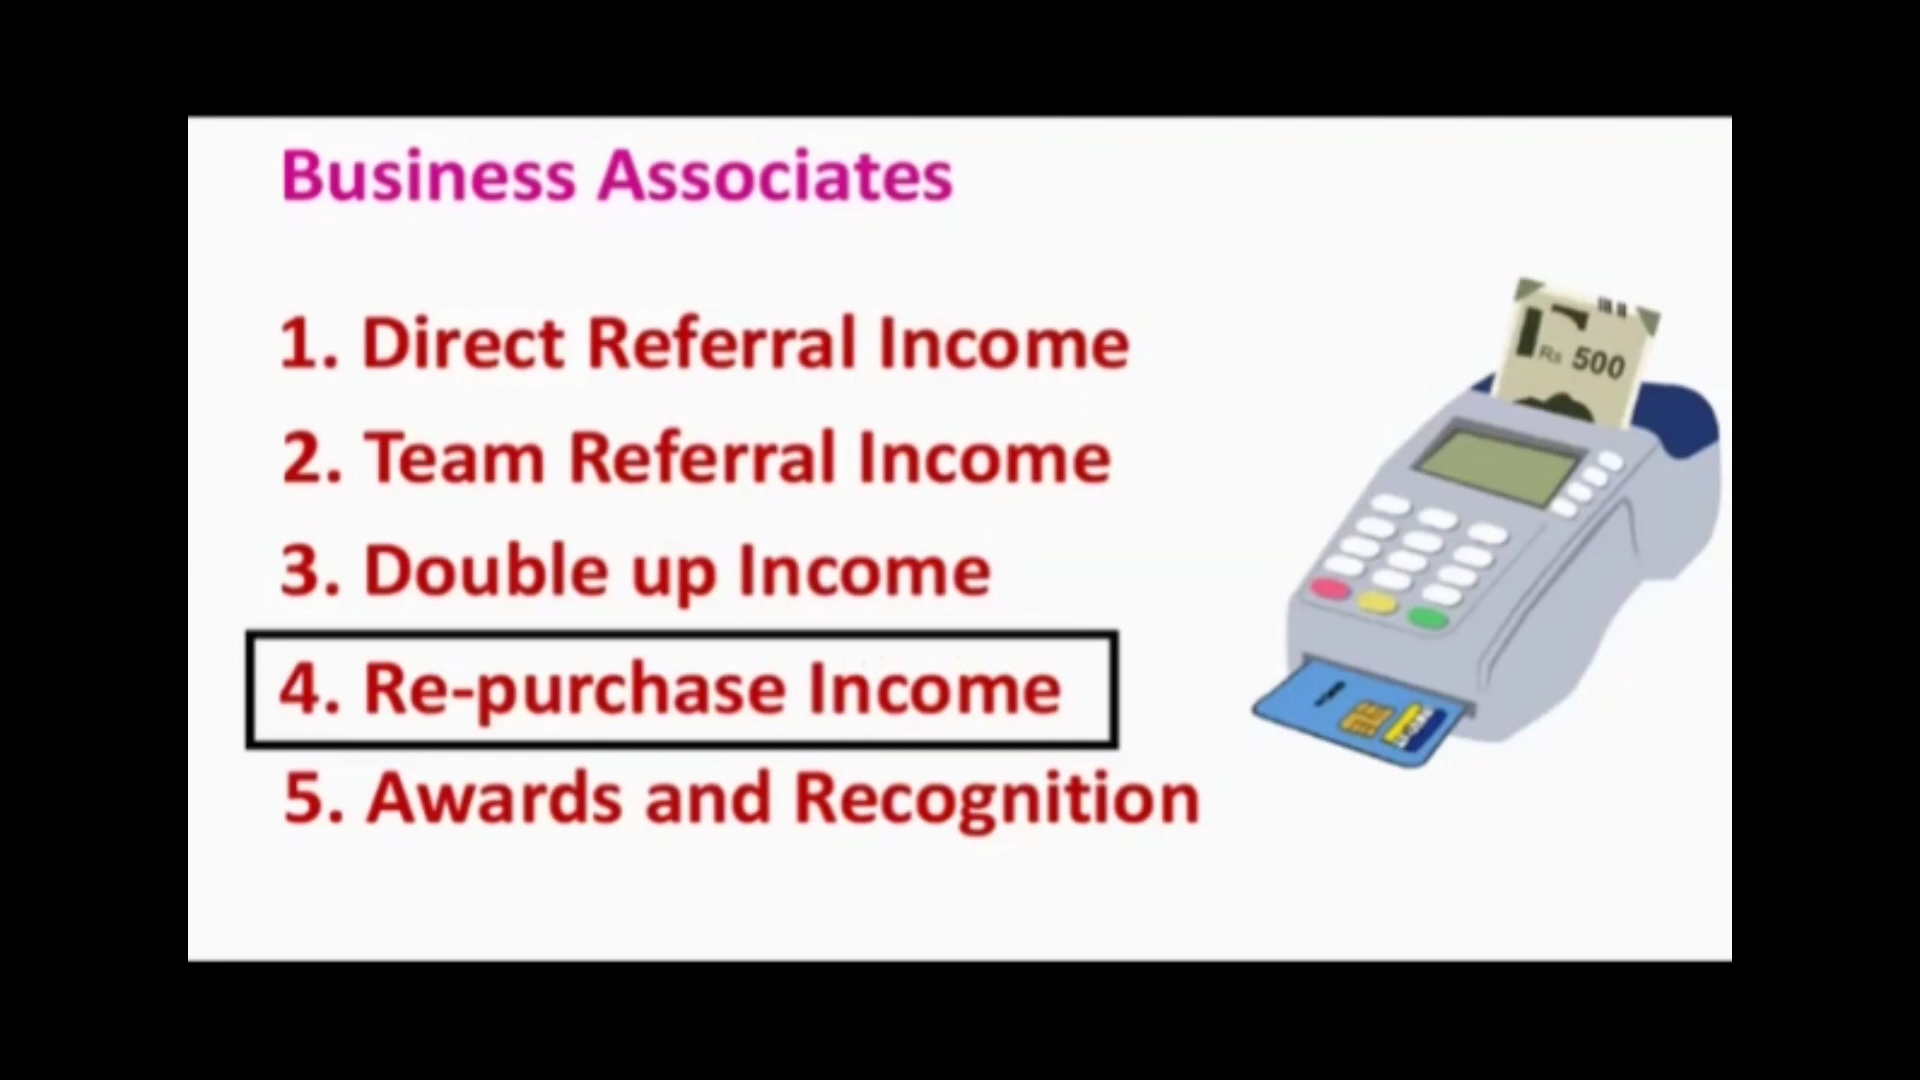 Business Associates
1. Direct Referral Income
2. Team Referral Income
3. Double up Income
4. Re-purchase Income
5. Awards and Recognition
Rs 500